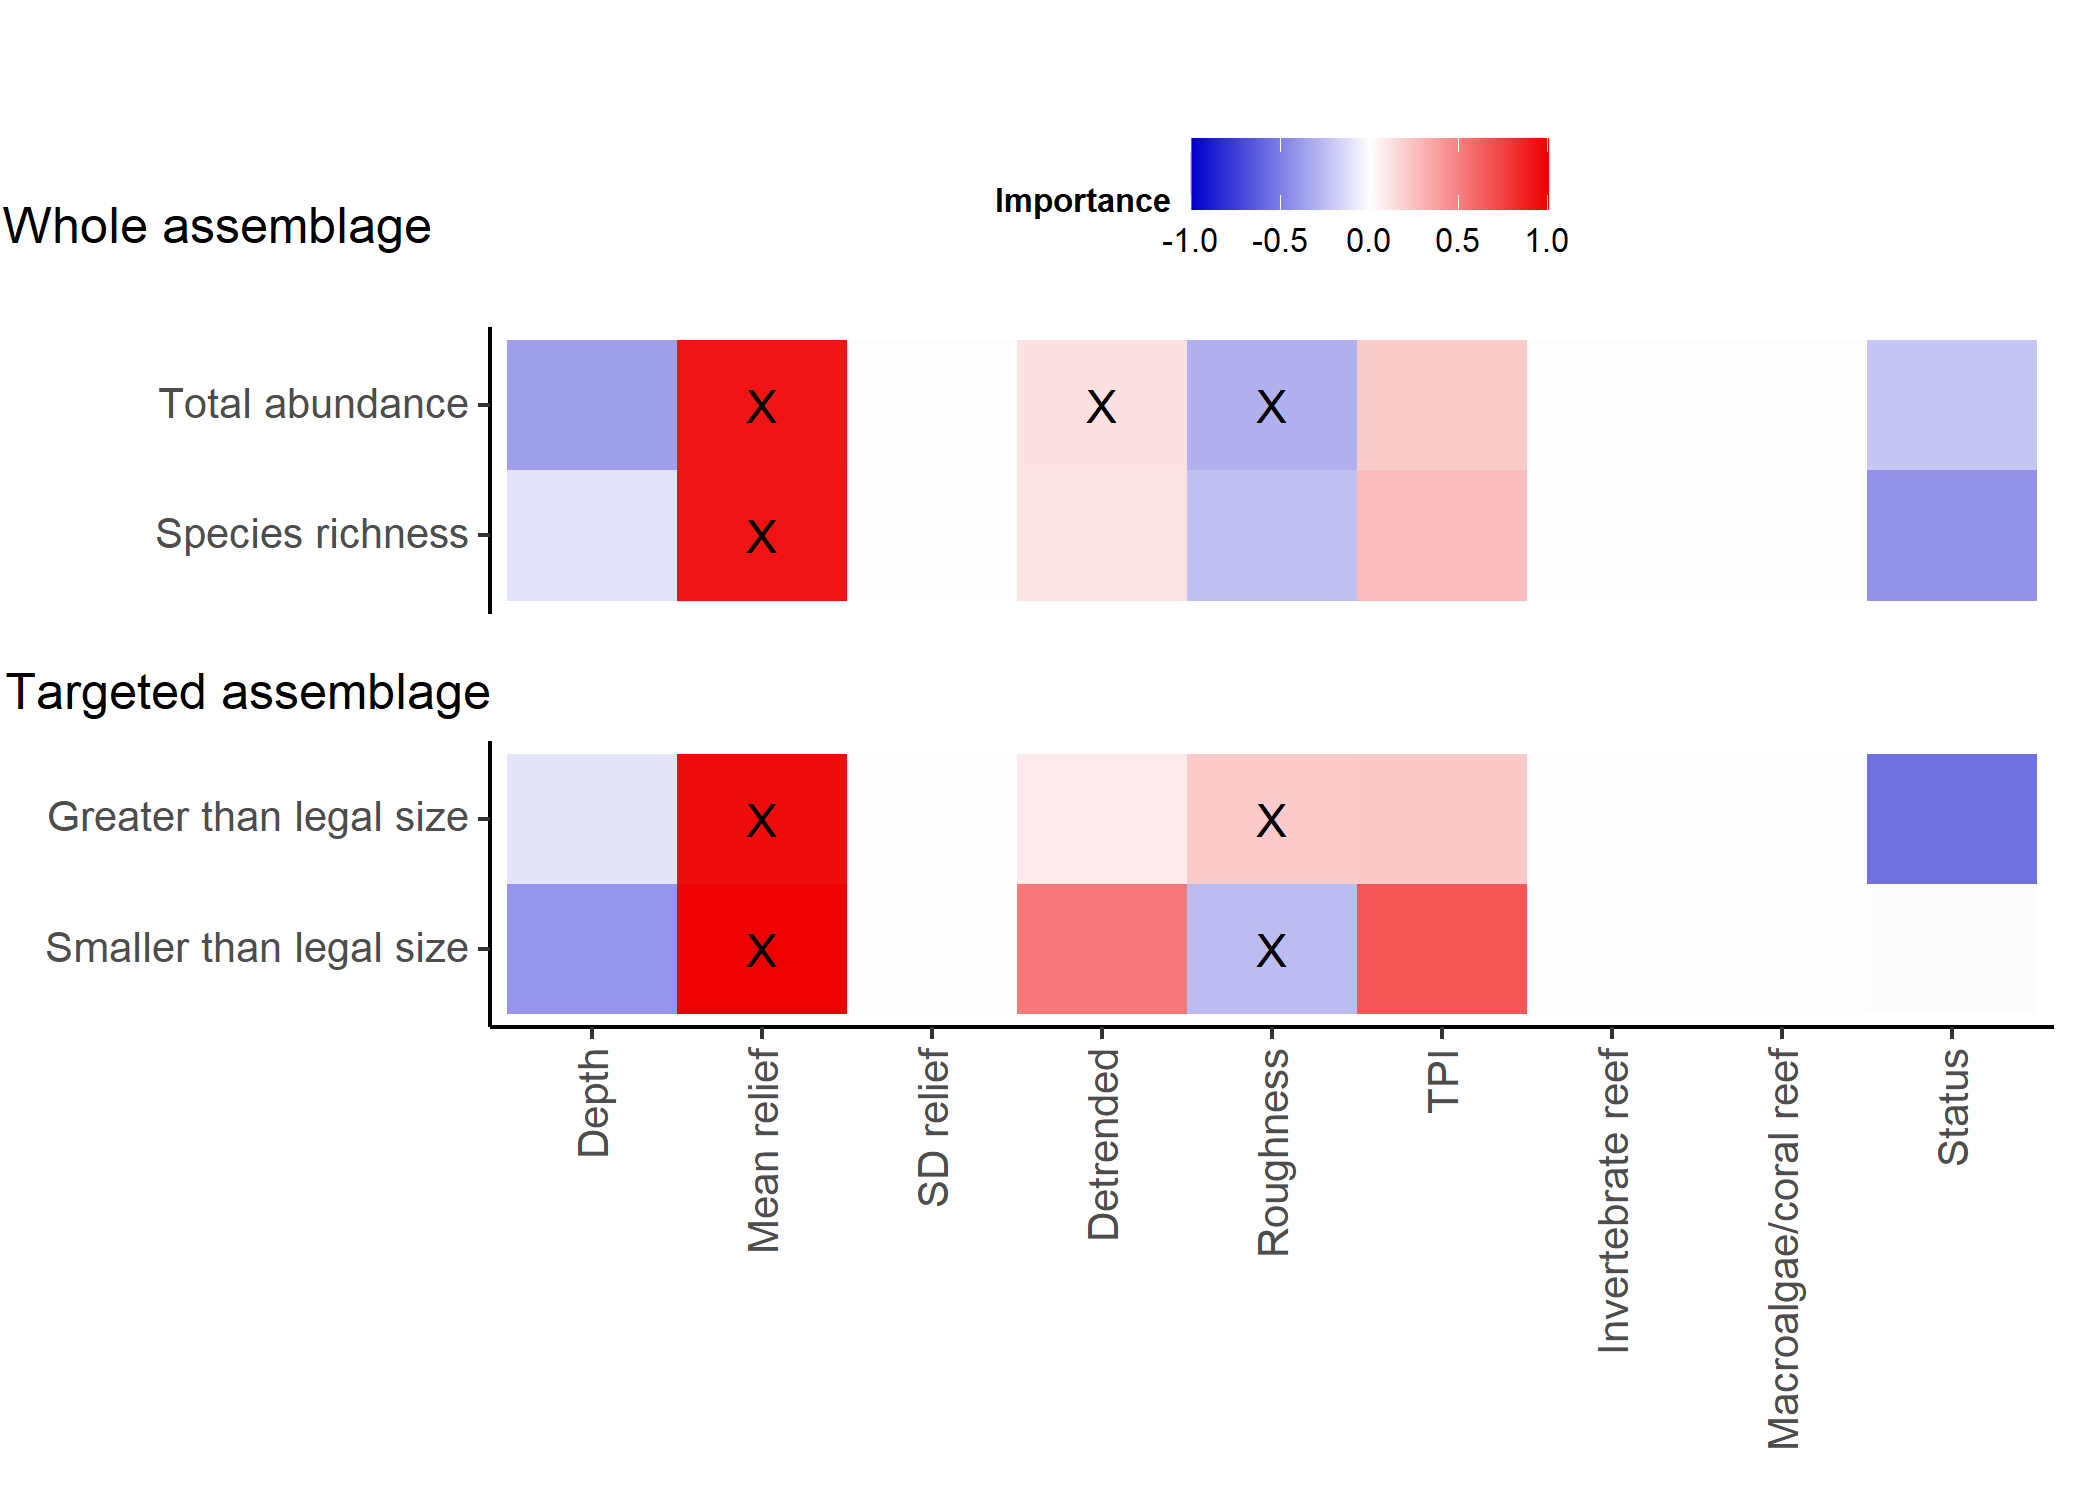 Importance
-1.0 -0.5 0.0 0.5 1.0
Whole assemblage
Total abundance X X X
Species richness X
Targeted assemblage
Greater than legal size X X
Smaller than legal size X X
Depth
Mean relief
SD relief
Detrended
Roughness
TPI
Invertebrate reef
Macroalgae/coral reef
Status